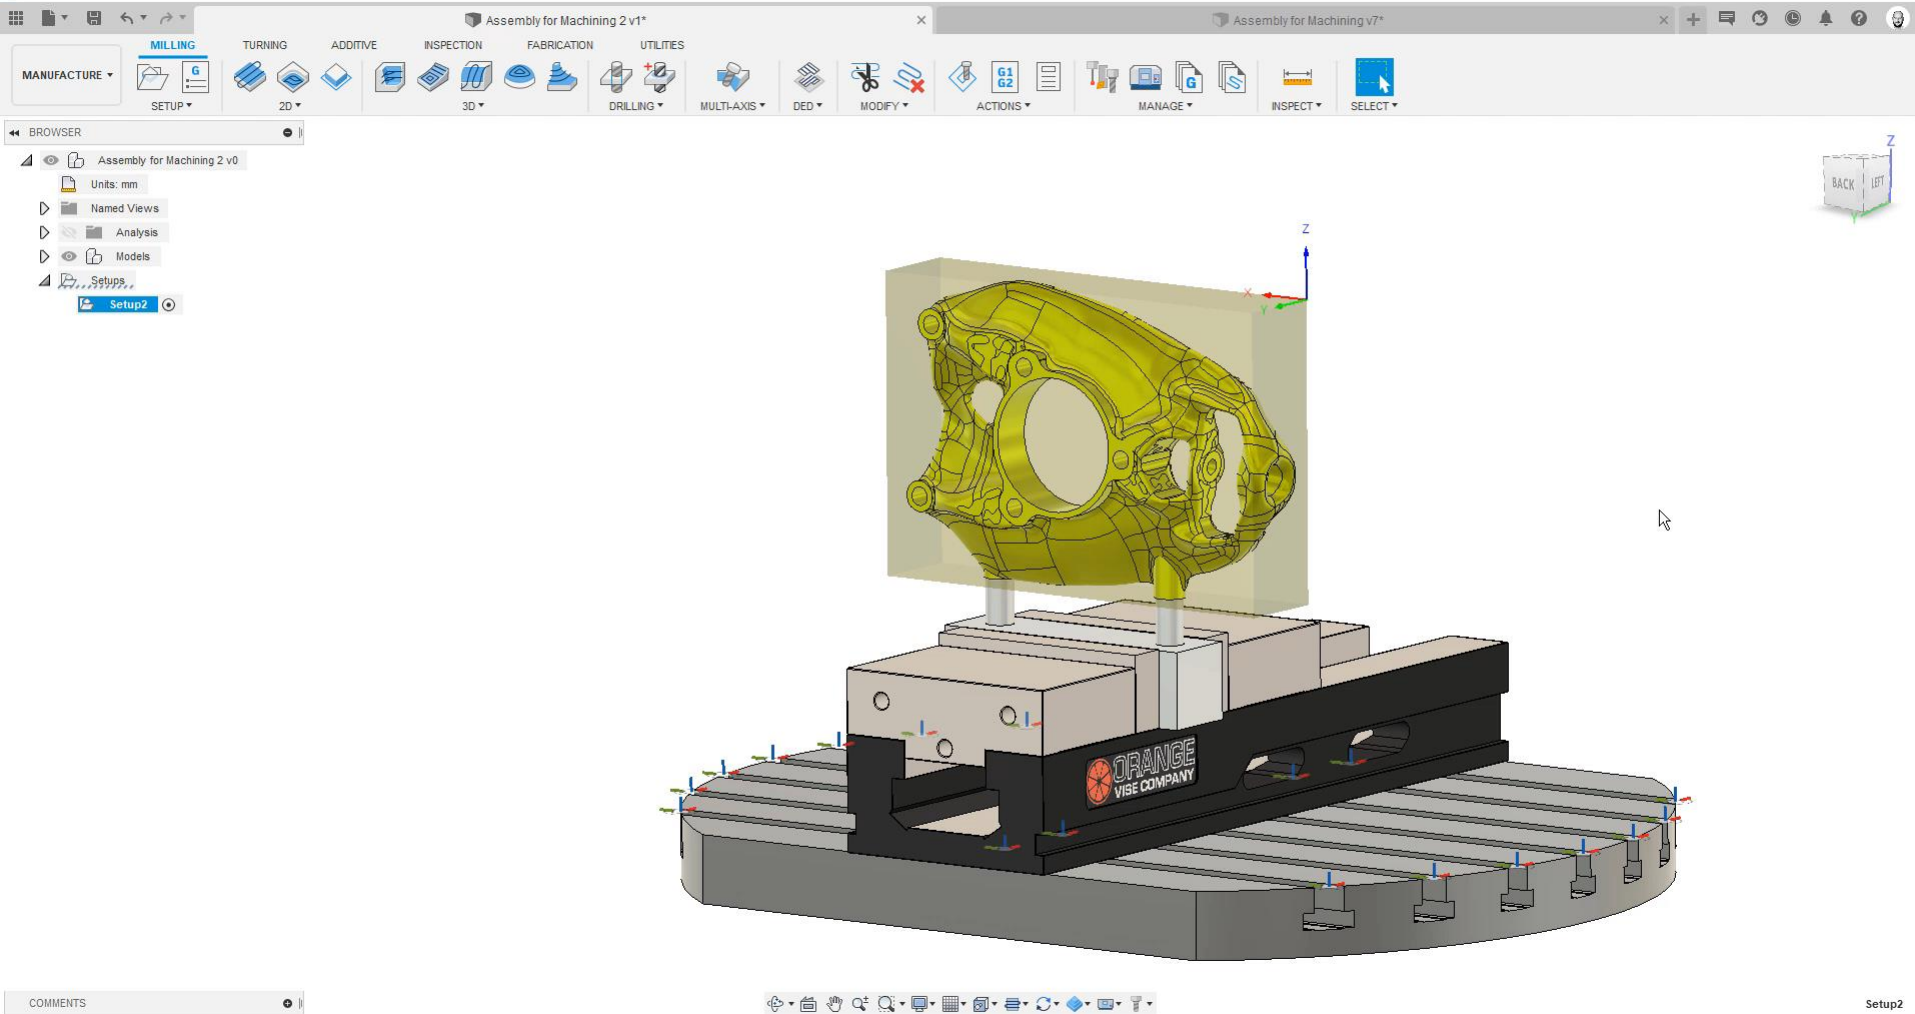 Assembly for Machining 2 v1*
Assembly for Machining v7*
MILLING
TURNING
ADDITIVE
INSPECTION
FABRICATION
UTILITIES
MANUFACTURE
G
G1
G2
G
SETUP
2D
3D
DRILLING
MULTI-AXIS
DED
MODIFY
ACTIONS
MANAGE
INSPECT
SELECT
BROWSER
Assembly for Machining 2 v0
Units: mm
Named Views
Analysis
Models
Setups
Setup2
Z
BACK
LEFT
Y
Z
X
Y
ORANGE
VISE COMPANY
COMMENTS
Setup2